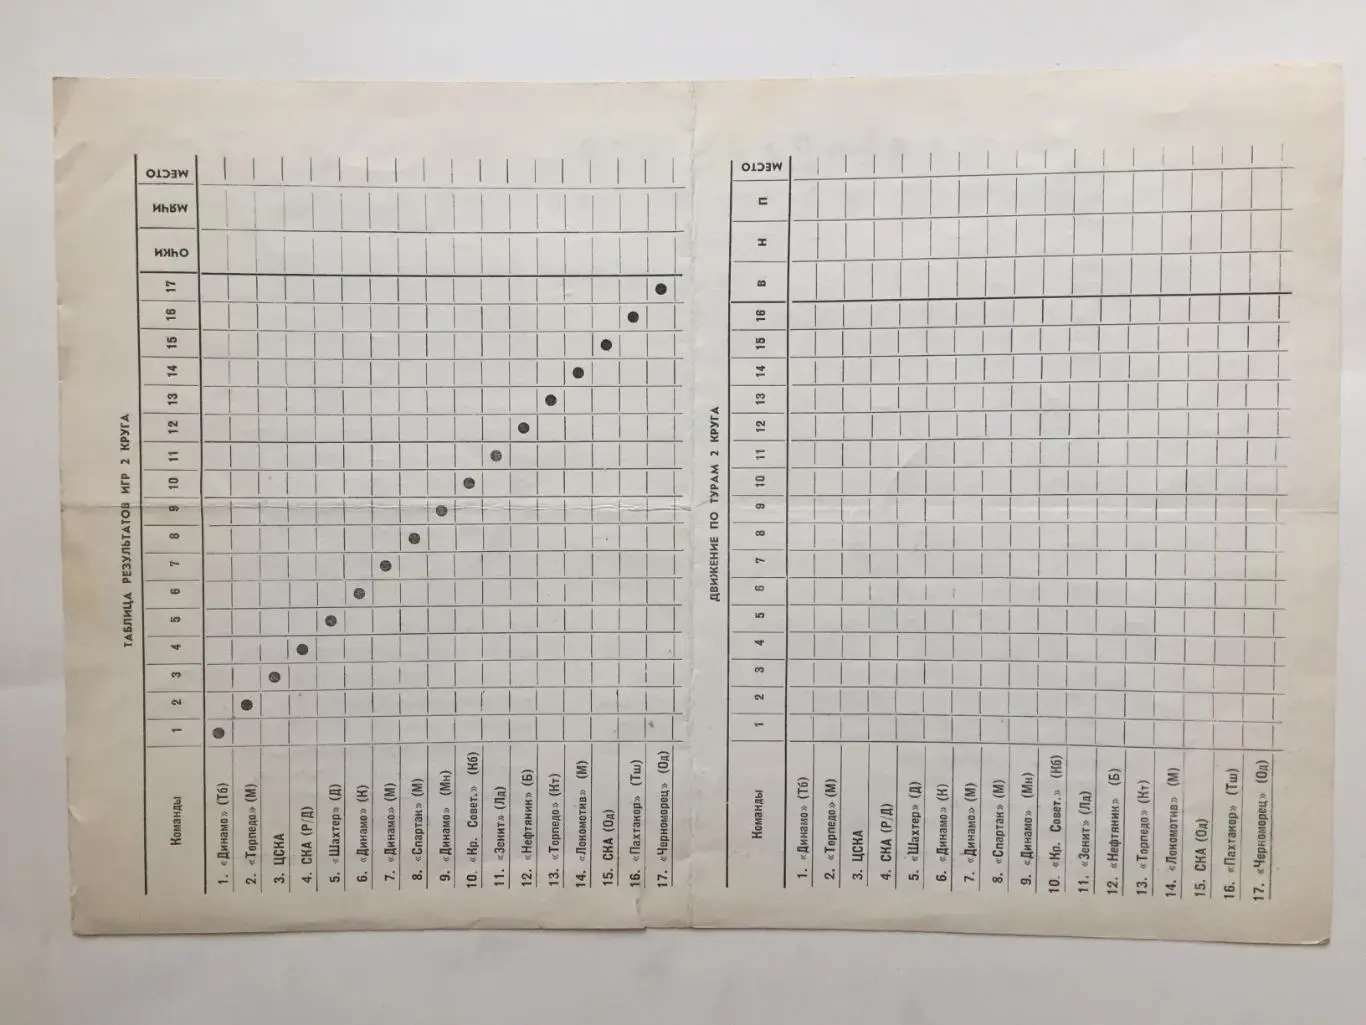 ТАБЛИЦА РЕЗУЛЬТАТОВ ИГР 2 КРУГА
Команды 1 2 3 4 5 6 7 8 9 10 11 12 13 14 15 16 17 ОЧКИ МЯЧИ МЕСТО
1. «Динамо» (Тб)
2. «Торпедо» (М)
3. ЦСКА
4. СКА (Р/Д)
5. «Шахтер» (Д)
6. «Динамо» (К)
7. «Динамо» (М)
8. «Спартак» (М)
9. «Динамо» (Мн)
10. «Кр. Совет.» (Кб)
11. «Зенит» (Лд)
12. «Нефтяник» (Б)
13. «Торпедо» (Кт)
14. «Локомотив» (М)
15. СКА (Од)
16. «Пахтакор» (Тш)
17. «Черноморец» (Од)
ДВИЖЕНИЕ ПО ТУРАМ 2 КРУГА
Команды 1 2 3 4 5 6 7 8 9 10 11 12 13 14 15 16 В Н П МЕСТО
1. «Динамо» (Тб)
2. «Торпедо» (М)
3. ЦСКА
4. СКА (Р/Д)
5. «Шахтер» (Д)
6. «Динамо» (К)
7. «Динамо» (М)
8. «Спартак» (М)
9. «Динамо» (Мн)
10. «Кр. Совет.» (Кб)
11. «Зенит» (Лд)
12. «Нефтяник» (Б)
13. «Торпедо» (Кт)
14. «Локомотив» (М)
15. СКА (Од)
16. «Пахтакор» (Тш)
17. «Черноморец» (Од)